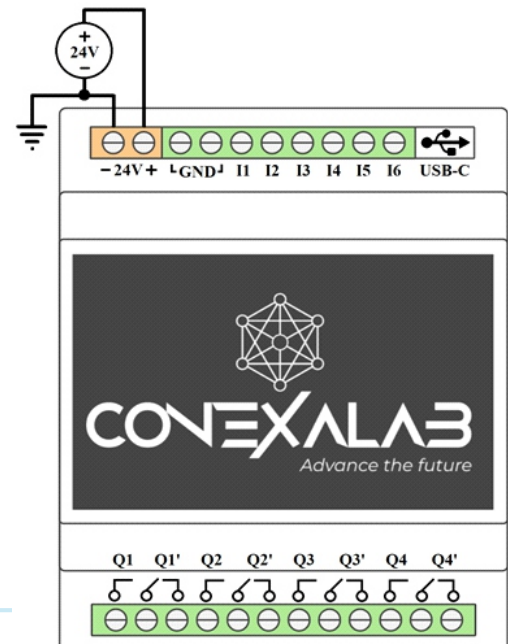 +
24V
−
− 24V + GND I1 I2 I3 I4 I5 I6 USB-C
CONEXALAB
Advance the future
Q1 Q1' Q2 Q2' Q3 Q3' Q4 Q4'